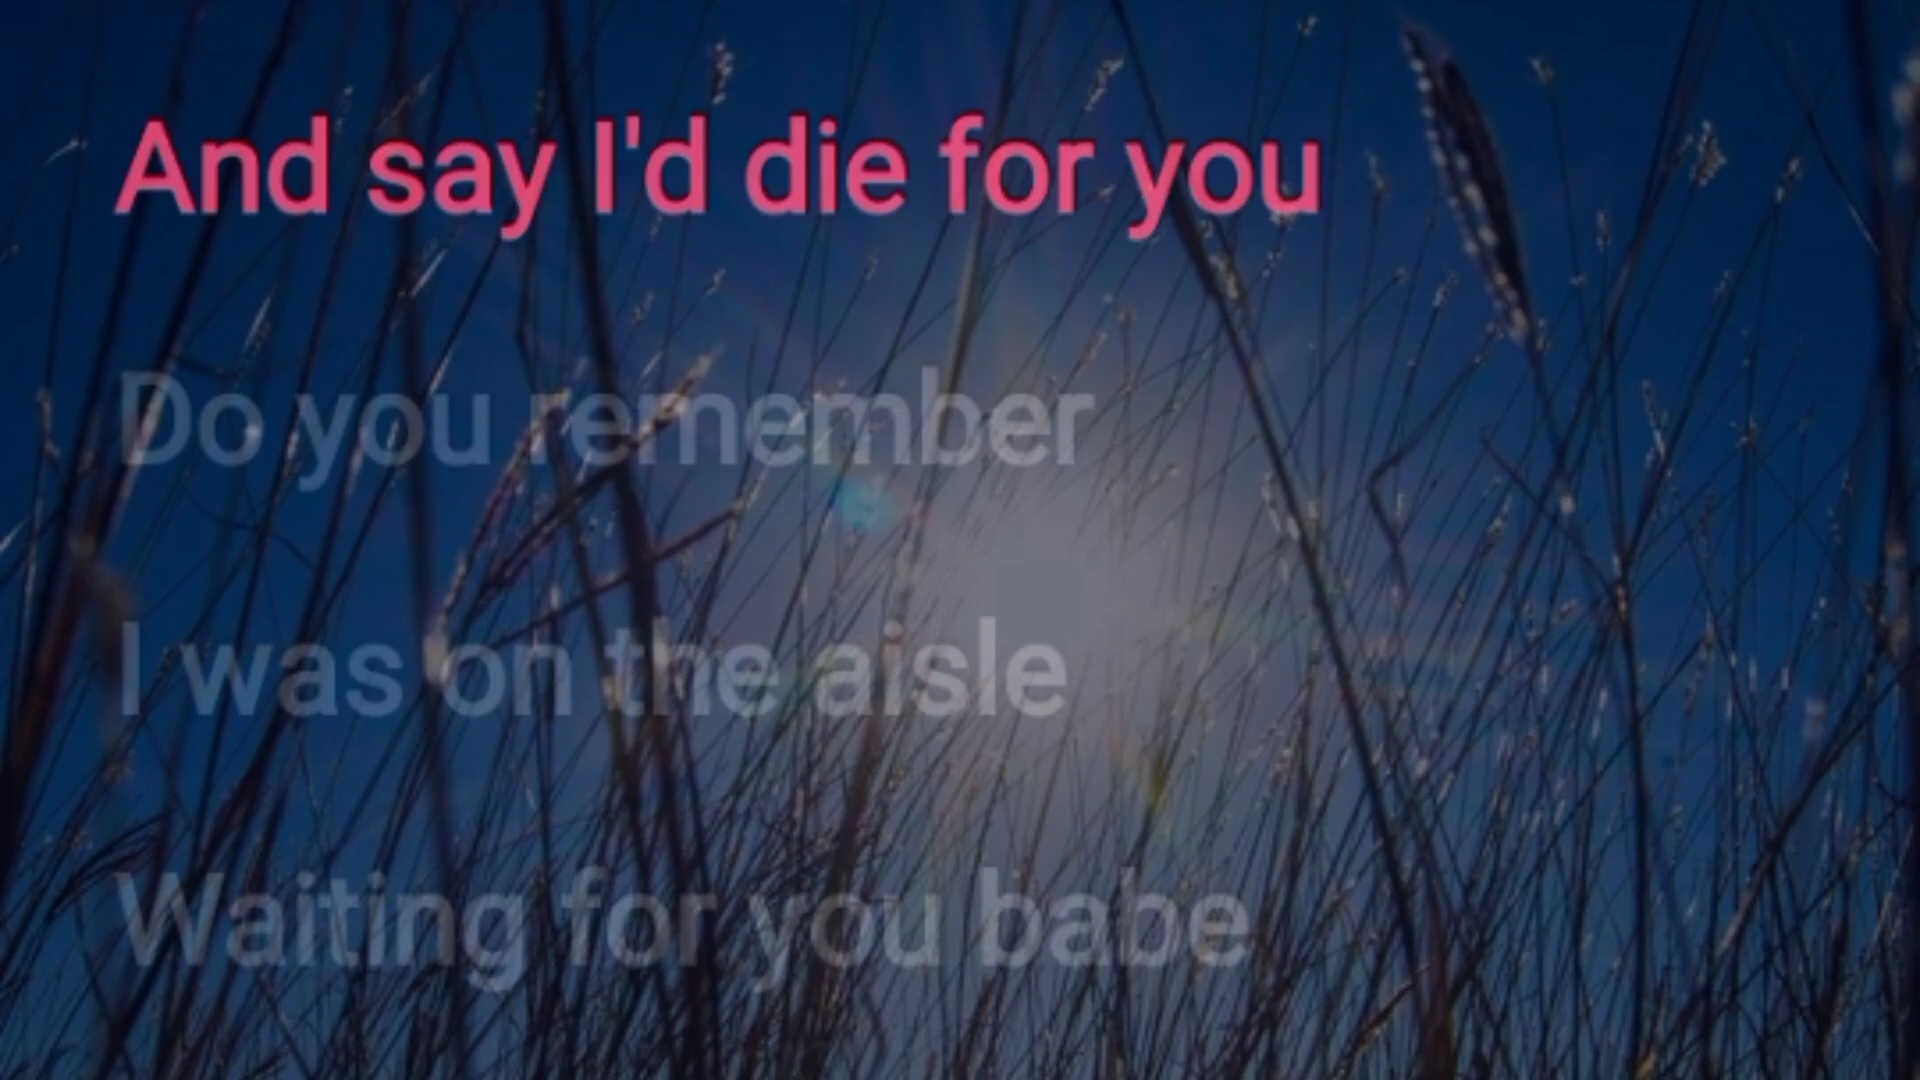 And say I'd die for you
Do you remember
I was on the aisle
Waiting for you babe